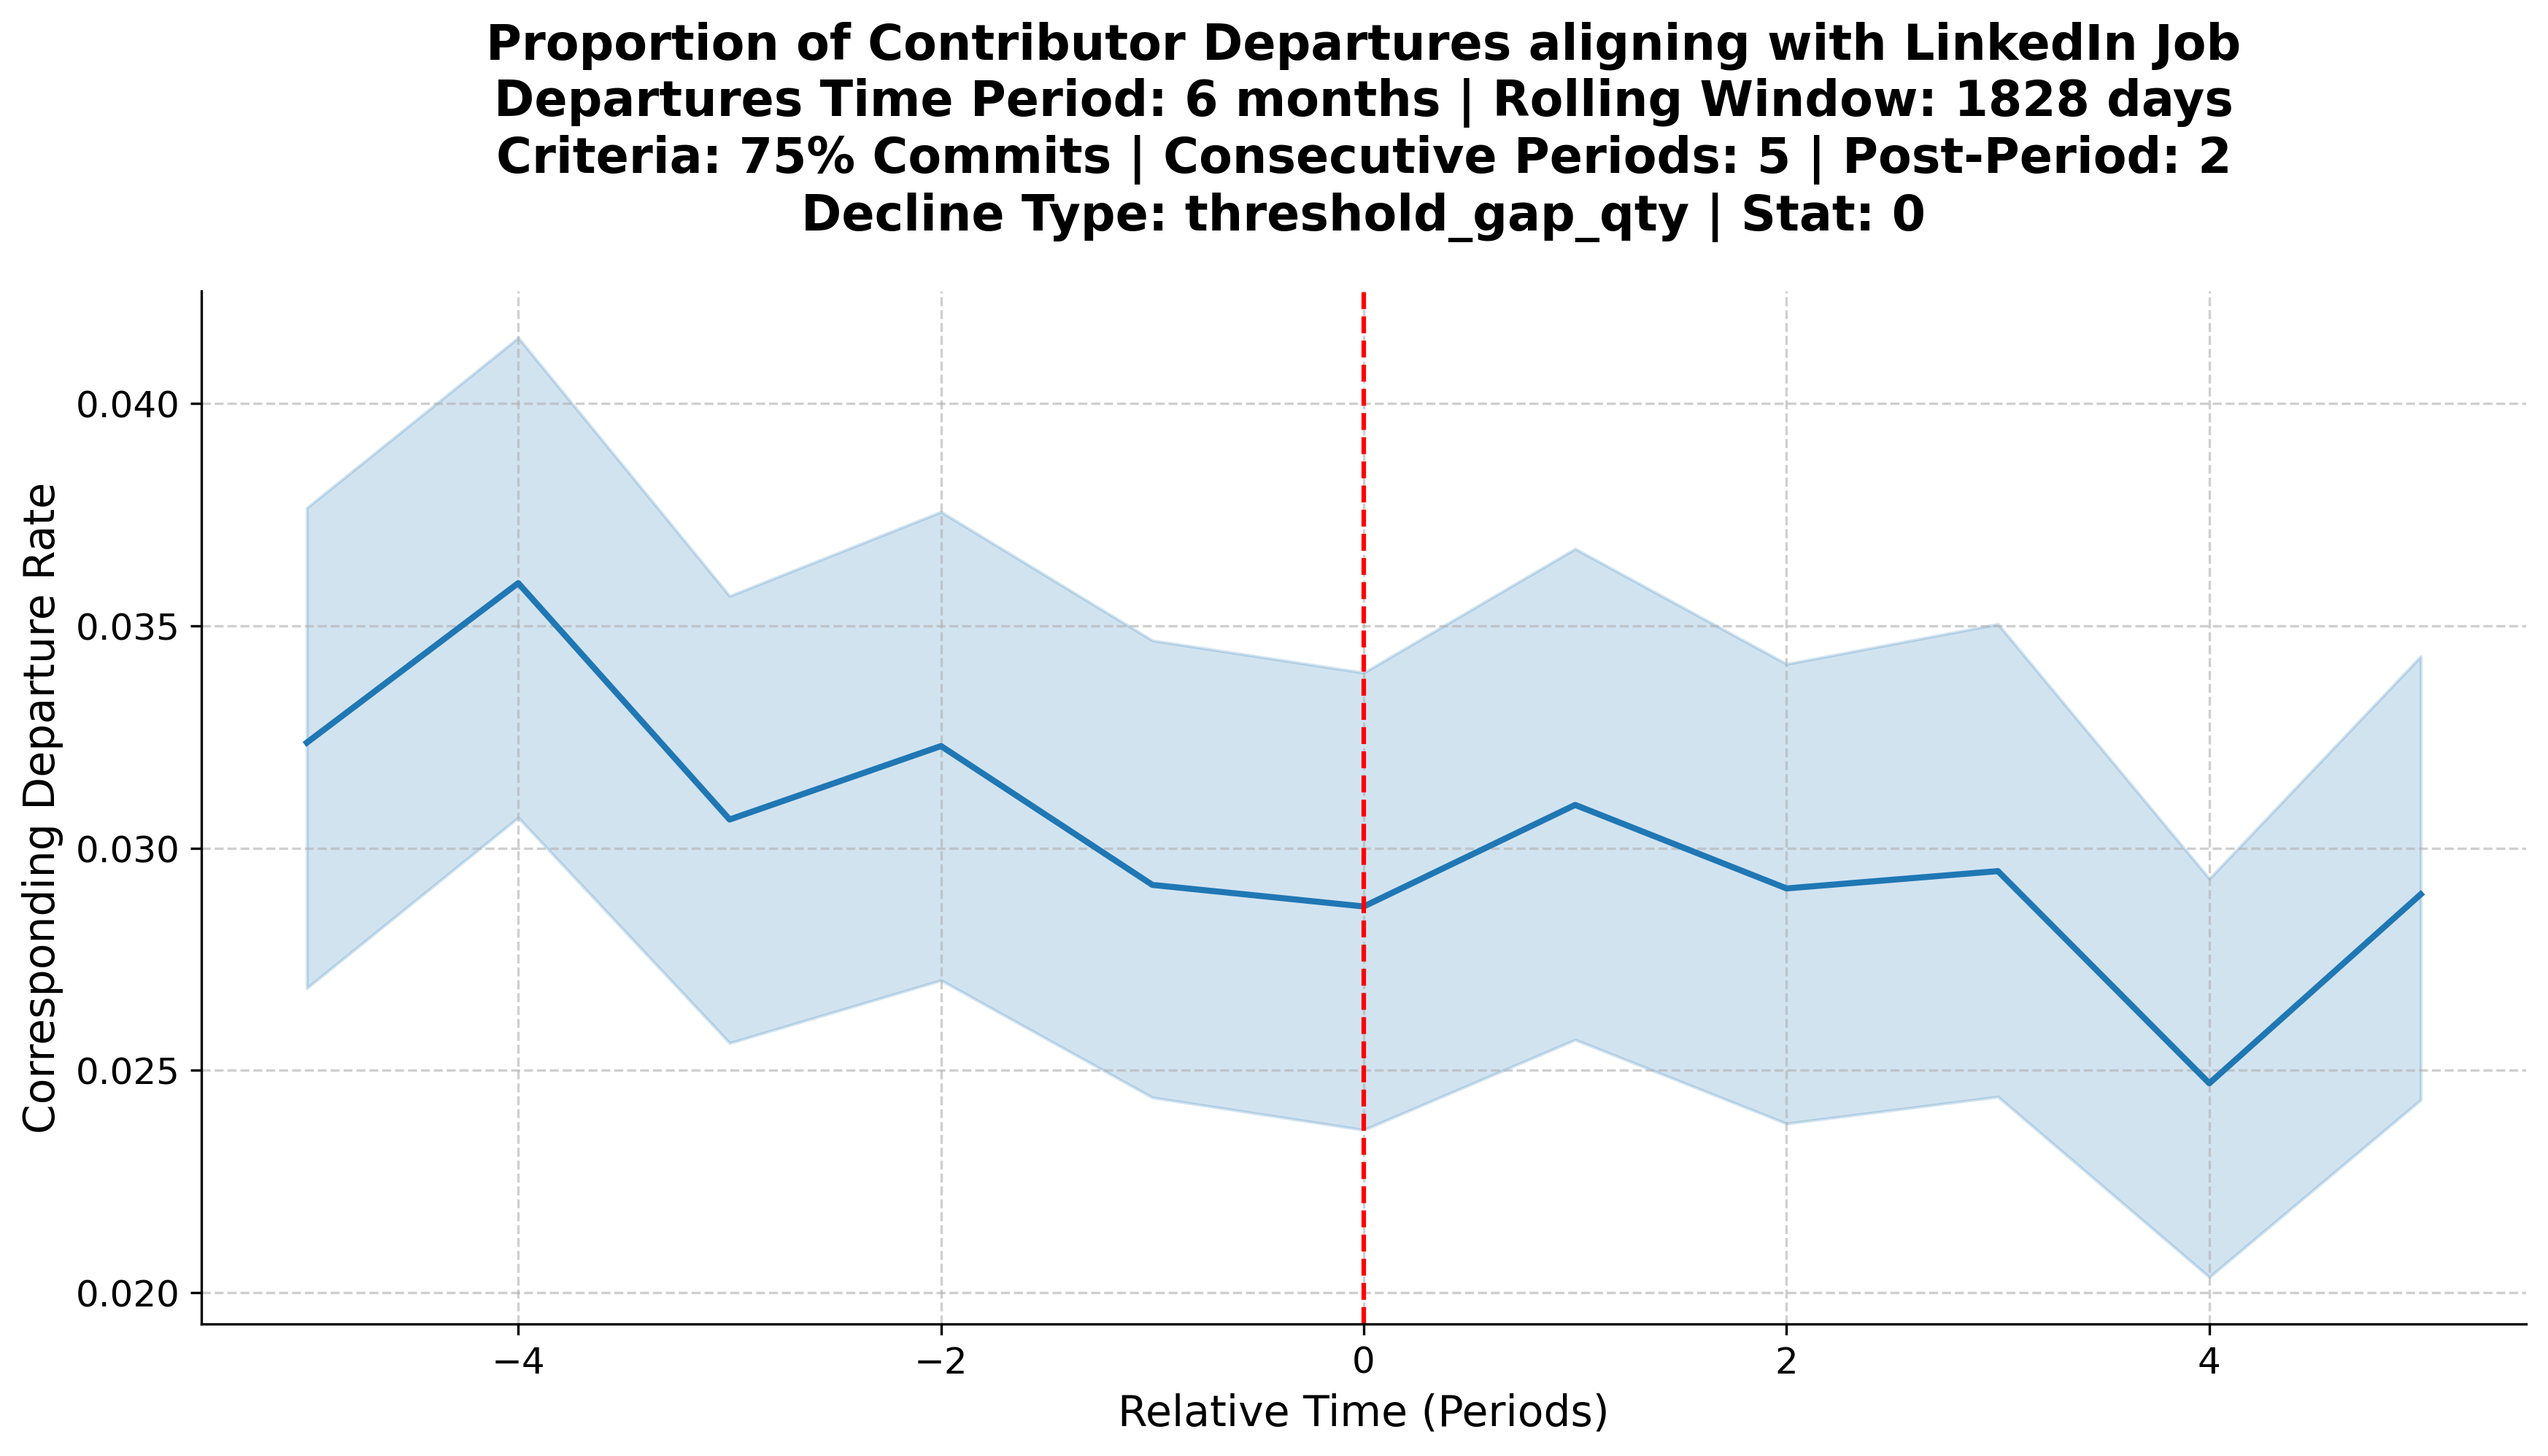 Proportion of Contributor Departures aligning with LinkedIn Job
Departures Time Period: 6 months | Rolling Window: 1828 days
Criteria: 75% Commits | Consecutive Periods: 5 | Post-Period: 2
Decline Type: threshold_gap_qty | Stat: 0
Corresponding Departure Rate
0.040
0.035
0.030
0.025
0.020
−4
−2
0
2
4
Relative Time (Periods)